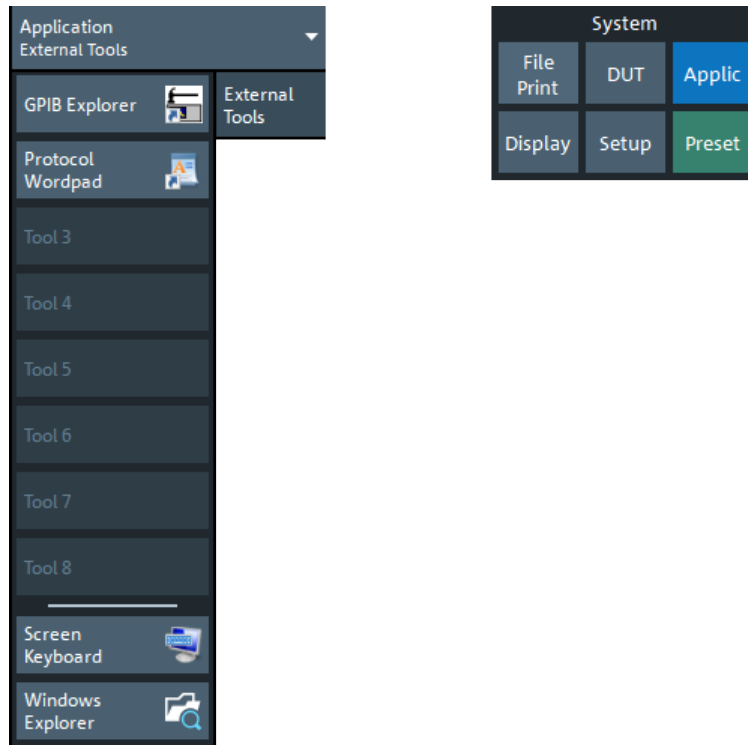 Application
External Tools
GPIB Explorer
External
Tools
Protocol
Wordpad
Tool 3
Tool 4
Tool 5
Tool 6
Tool 7
Tool 8
Screen
Keyboard
Windows
Explorer
System
File
Print
DUT
Applic
Display
Setup
Preset